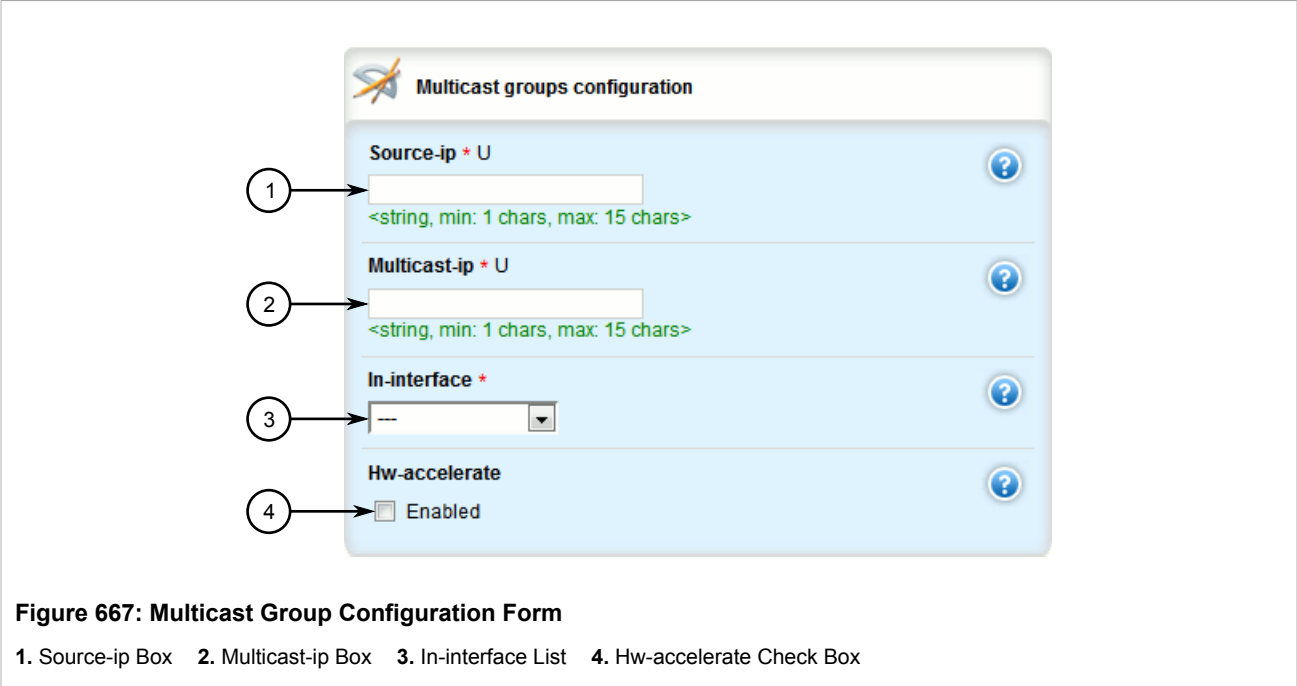 Multicast groups configuration
Source-ip * U
1
<string, min: 1 chars, max: 15 chars>
Multicast-ip * U
2
<string, min: 1 chars, max: 15 chars>
In-interface *
3
---
Hw-accelerate
4
Enabled
?
?
?
?
Figure 667: Multicast Group Configuration Form
1. Source-ip Box 2. Multicast-ip Box 3. In-interface List 4. Hw-accelerate Check Box